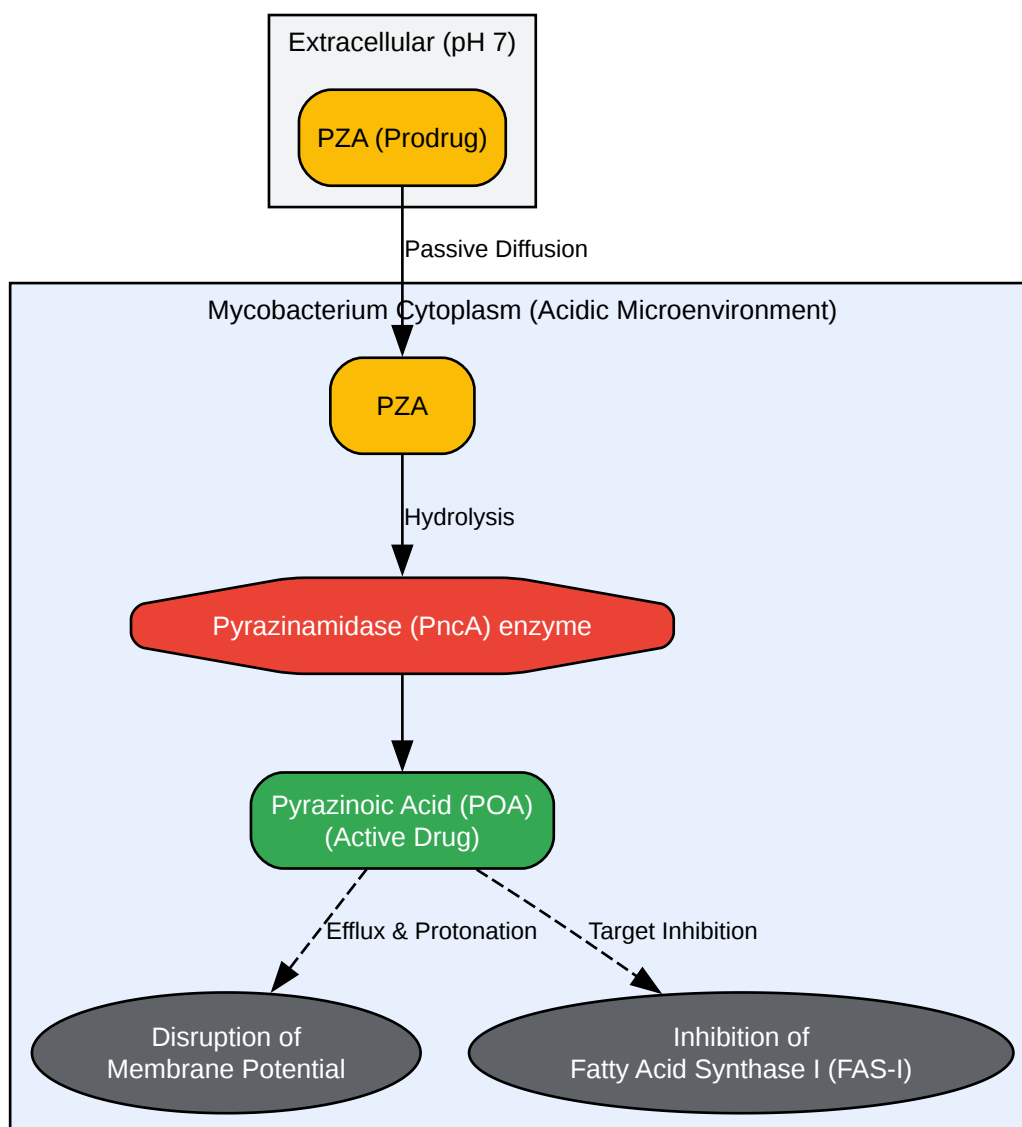 Extracellular (pH 7)
PZA (Prodrug)
Passive Diffusion
Mycobacterium Cytoplasm (Acidic Microenvironment)
PZA
Hydrolysis
Pyrazinamidase (PncA) enzyme
Pyrazinoic Acid (POA)
(Active Drug)
Efflux & Protonation
Target Inhibition
Disruption of
Membrane Potential
Inhibition of
Fatty Acid Synthase I (FAS-I)